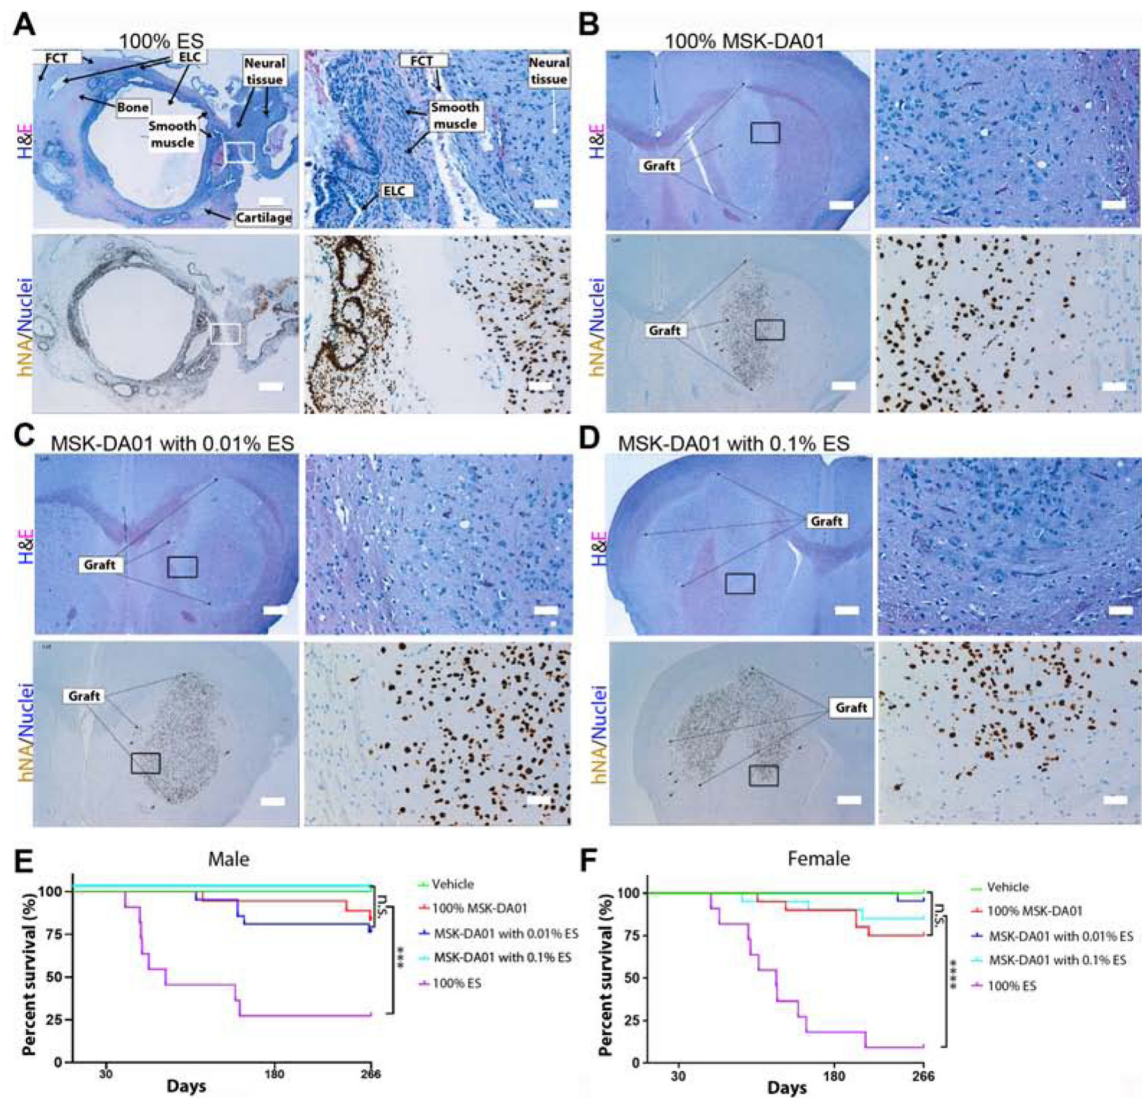 A
100% ES
FCT
ELC
Neural
tissue
Bone
Smooth
muscle
Cartilage
H&E
FCT
Neural
tissue
Smooth
muscle
ELC
hNA/Nuclei
B
100% MSK-DA01
H&E
Graft
hNA/Nuclei
Graft
C
MSK-DA01 with 0.01% ES
H&E
Graft
hNA/Nuclei
Graft
D
MSK-DA01 with 0.1% ES
H&E
Graft
hNA/Nuclei
Graft
E
Male
Percent survival (%)
100
75
50
25
0
30
180
266
Days
n.s.
***
Vehicle
100% MSK-DA01
MSK-DA01 with 0.01% ES
MSK-DA01 with 0.1% ES
100% ES
F
Female
Percent survival (%)
100
75
50
25
0
30
180
266
Days
n.s.
****
Vehicle
100% MSK-DA01
MSK-DA01 with 0.01% ES
MSK-DA01 with 0.1% ES
100% ES